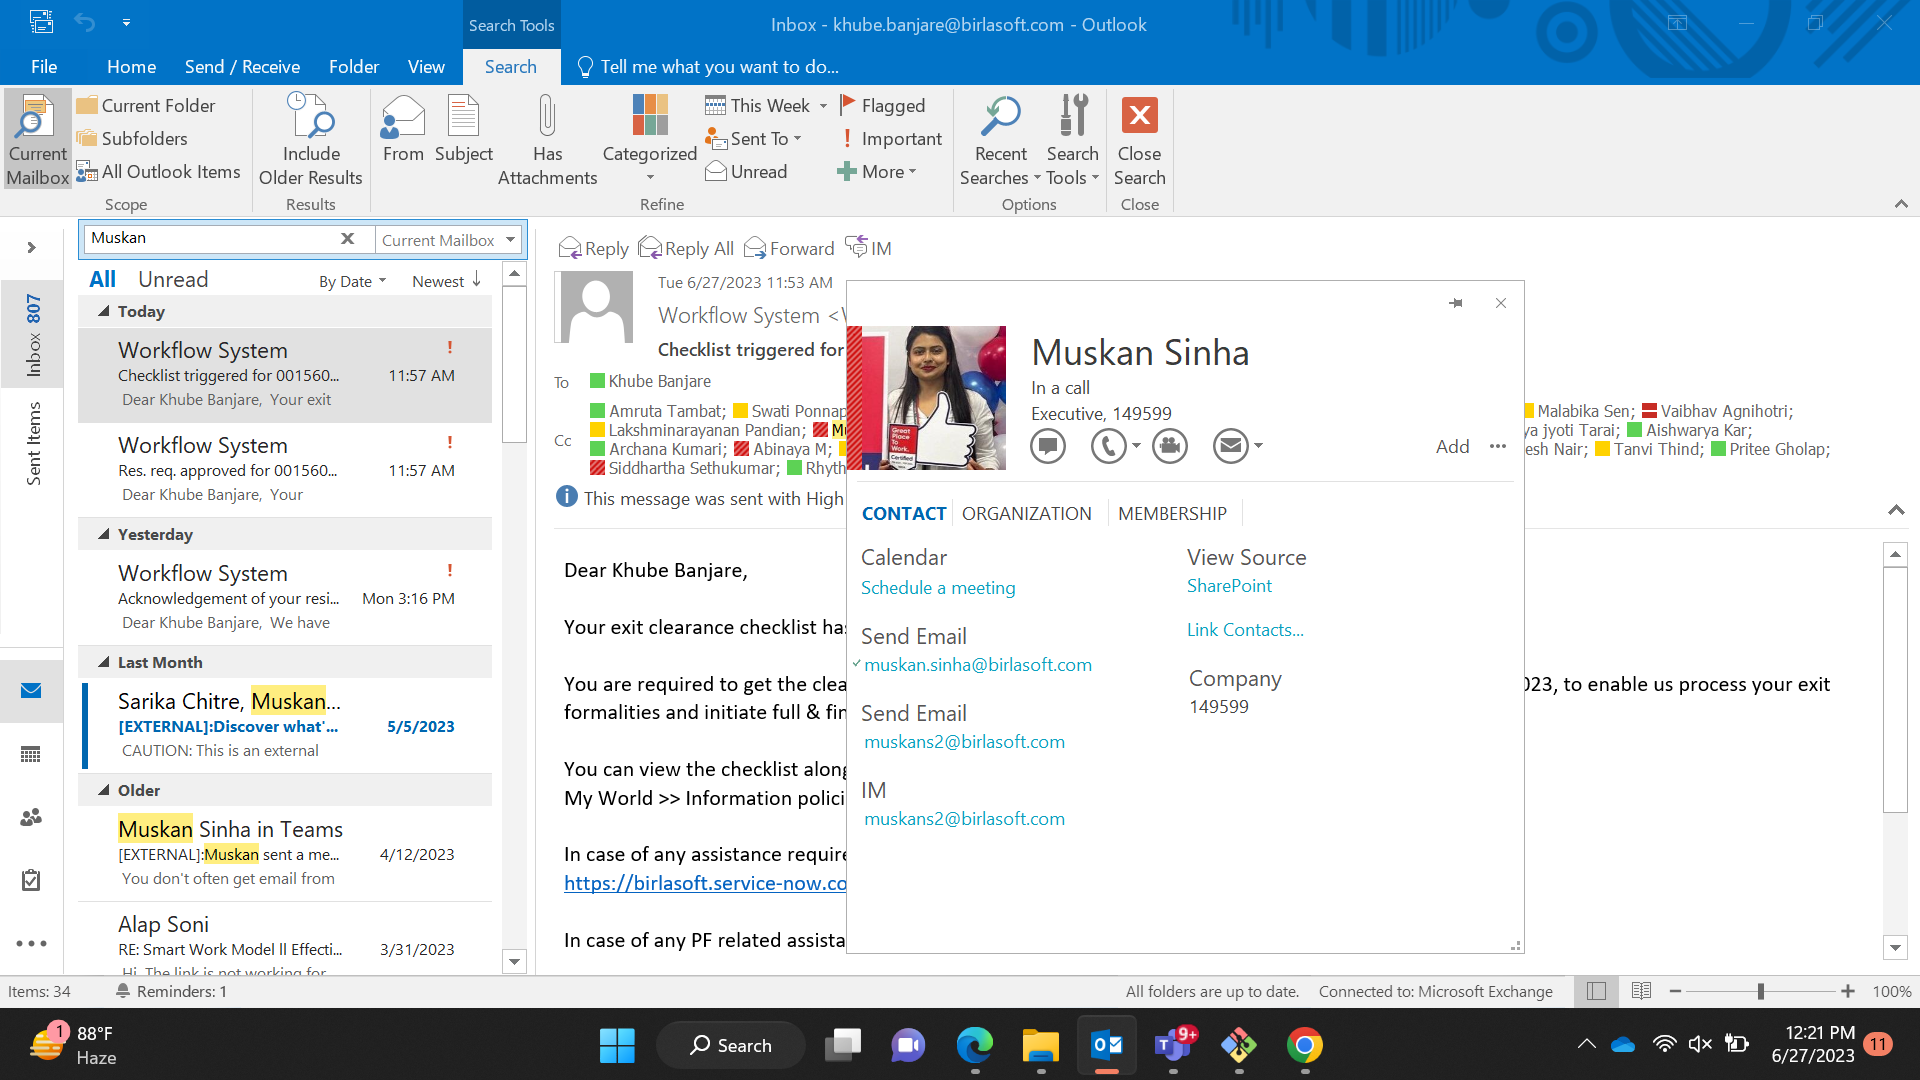 Search Tools
Inbox - khube.banjare@birlasoft.com - Outlook
File Home Send / Receive Folder View Search Tell me what you want to do...
Current Mailbox
Current Folder
Subfolders
All Outlook Items
Scope
Include Older Results
Results
From
Subject
Has Attachments
Categorized
This Week
Sent To
Unread
Flagged
Important
More
Refine
Recent Searches
Search Tools
Options
Close Search
Close
Muskan
Current Mailbox
All Unread By Date Newest
Inbox 807
Sent Items
Today
Workflow System !
Checklist triggered for 001560... 11:57 AM
Dear Khube Banjare, Your exit
Workflow System !
Res. req. approved for 001560... 11:57 AM
Dear Khube Banjare, Your
Yesterday
Workflow System !
Acknowledgement of your resi... Mon 3:16 PM
Dear Khube Banjare, We have
Last Month
Sarika Chitre, Muskan...
[EXTERNAL]:Discover what'... 5/5/2023
CAUTION: This is an external
Older
Muskan Sinha in Teams
[EXTERNAL]:Muskan sent a me... 4/12/2023
You don't often get email from
Alap Soni
RE: Smart Work Model ll Effecti... 3/31/2023
Hi, The link is not working for
Reply Reply All Forward IM
Tue 6/27/2023 11:53 AM
Workflow System <
Checklist triggered for
To Khube Banjare
Cc
Amruta Tambat; Swati Ponnap
Malabika Sen; Vaibhav Agnihotri;
Lakshminarayanan Pandian; Mu
ya jyoti Tarai; Aishwarya Kar;
Archana Kumari; Abinaya M;
esh Nair; Tanvi Thind; Pritee Gholap;
Siddhartha Sethukumar; Rhyth
This message was sent with High
Dear Khube Banjare,
Your exit clearance checklist has
You are required to get the clea
023, to enable us process your exit
formalities and initiate full & fin
You can view the checklist along
My World >> Information polici
In case of any assistance require
https://birlasoft.service-now.co
In case of any PF related assista
Muskan Sinha
In a call
Executive, 149599
Great Place To Work.
Certified
Add
CONTACT ORGANIZATION MEMBERSHIP
Calendar
Schedule a meeting
Send Email
muskan.sinha@birlasoft.com
Send Email
muskans2@birlasoft.com
IM
muskans2@birlasoft.com
View Source
SharePoint
Link Contacts...
Company
149599
Items: 34 Reminders: 1 All folders are up to date. Connected to: Microsoft Exchange 100%
1 88°F
Haze
Search
9+
12:21 PM
6/27/2023
11